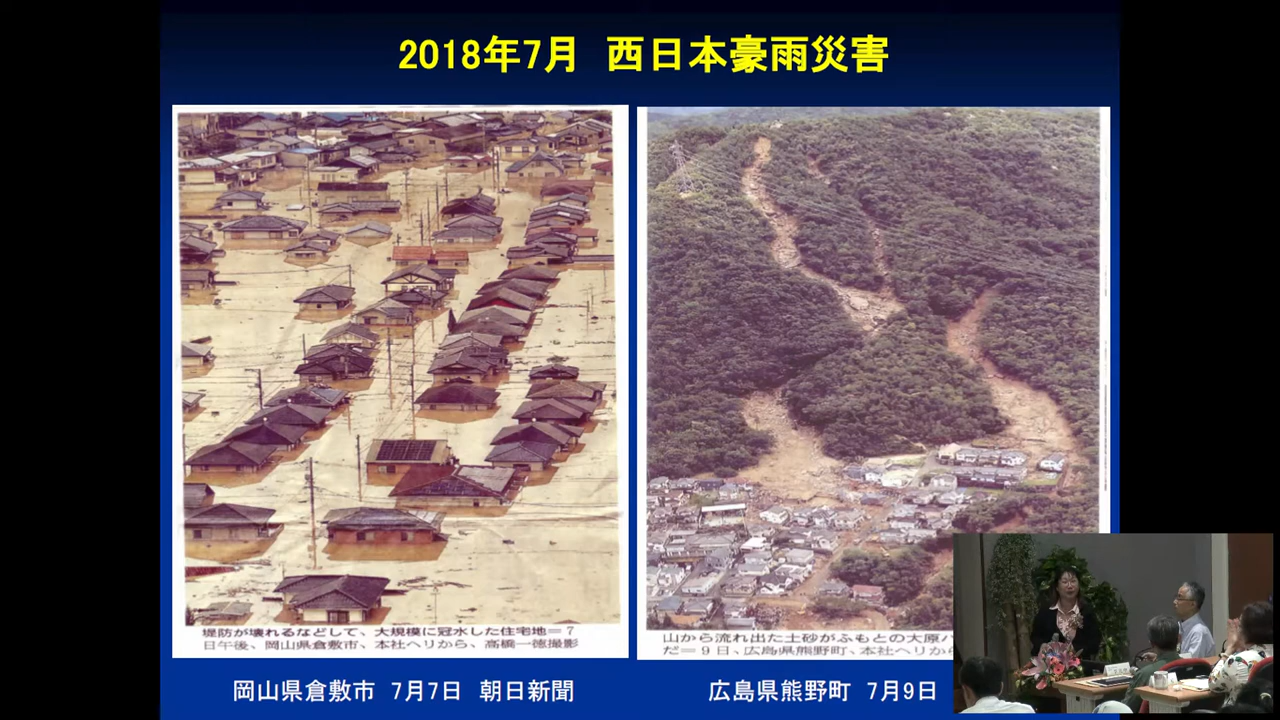 2018年7月 西日本豪雨災害
堤防が壊れるなどして、大規模に冠水した住宅地＝７
日午後、岡山県倉敷市、本社ヘリから、高橋一徳撮影
山から流れ出た土砂がふもとの大原ハ
だ＝９日、広島県熊野町、本社ヘリから
岡山県倉敷市 7月7日 朝日新聞
広島県熊野町 7月9日